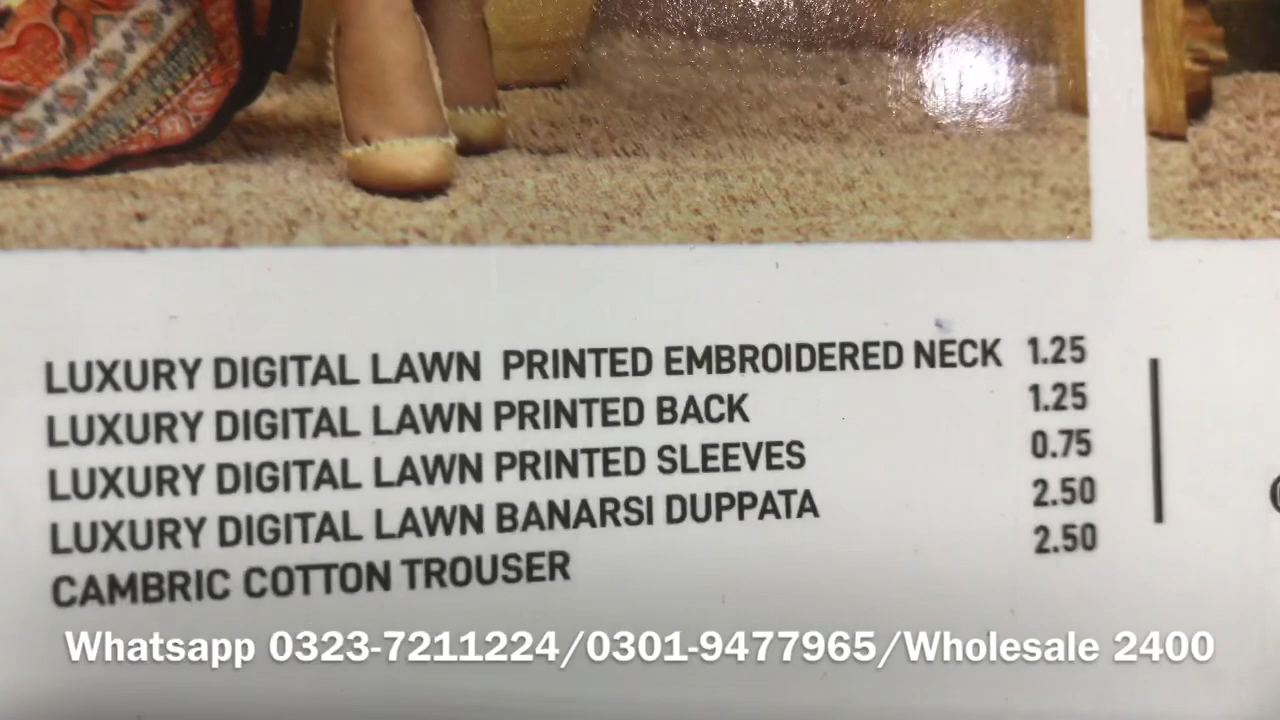 LUXURY DIGITAL LAWN PRINTED EMBROIDERED NECK 1.25
LUXURY DIGITAL LAWN PRINTED BACK 1.25
LUXURY DIGITAL LAWN PRINTED SLEEVES 0.75
LUXURY DIGITAL LAWN BANARSI DUPPATA 2.50
CAMBRIC COTTON TROUSER 2.50
Whatsapp 0323-7211224/0301-9477965/Wholesale 2400